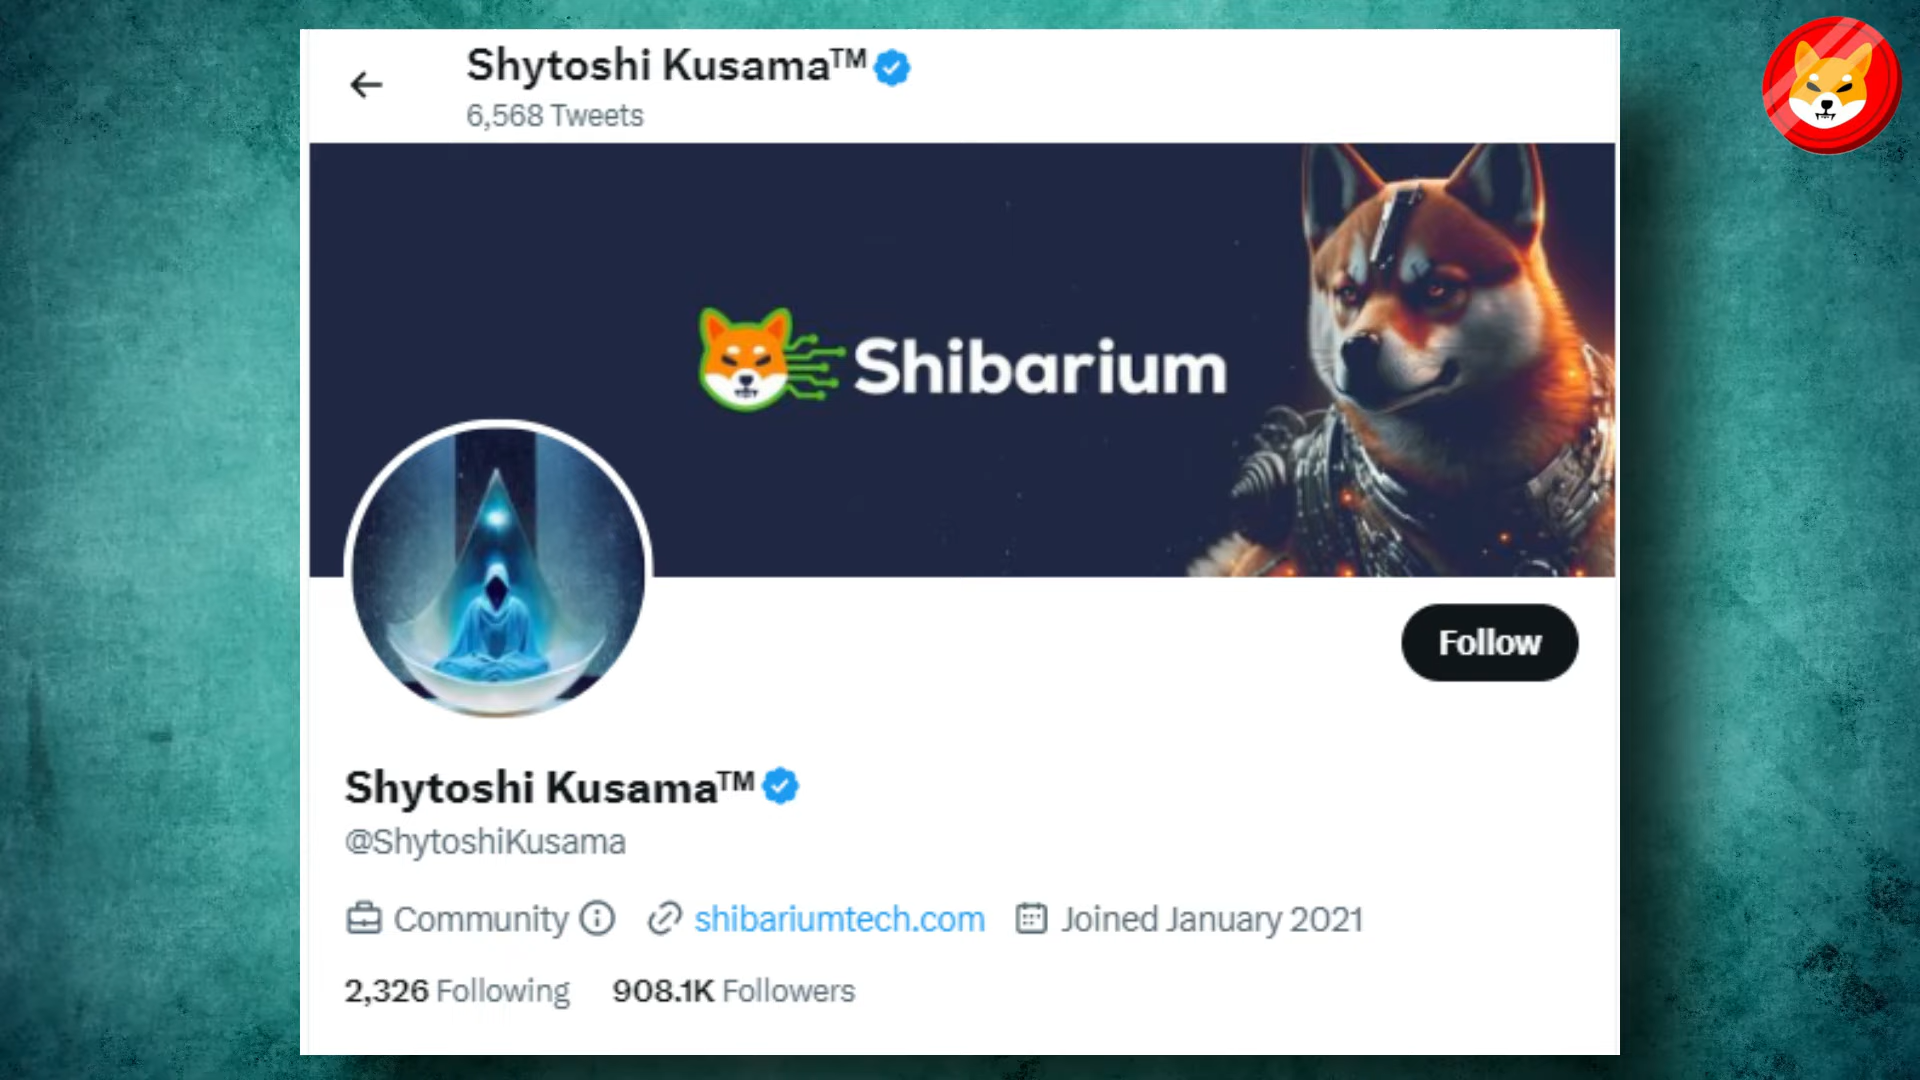 Shytoshi Kusama™
6,568 Tweets
Shibarium
Follow
Shytoshi Kusama™
@ShytoshiKusama
Community shibariumtech.com Joined January 2021
2,326 Following 908.1K Followers